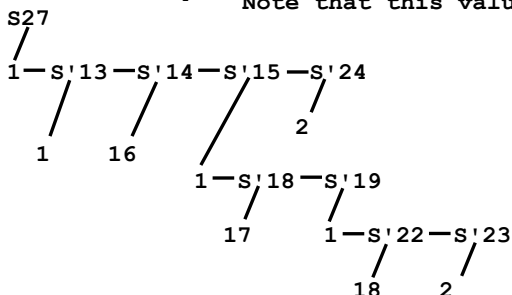 Note that this valu
S27
1 S'13 S'14 S'15 S'24
2
1 16
1 S'18 S'19
17 1 S'22 S'23
18 2